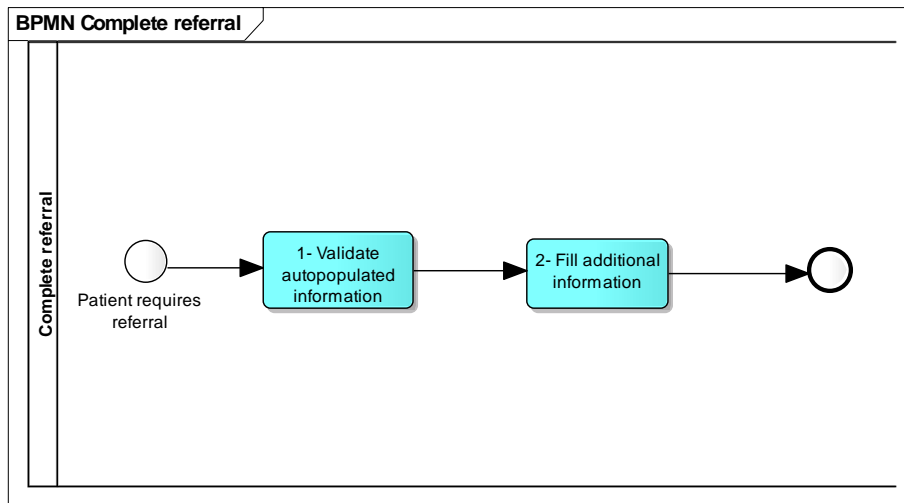 BPMN Complete referral
Complete referral
Patient requires
referral
1- Validate
autopopulated
information
2- Fill additional
information